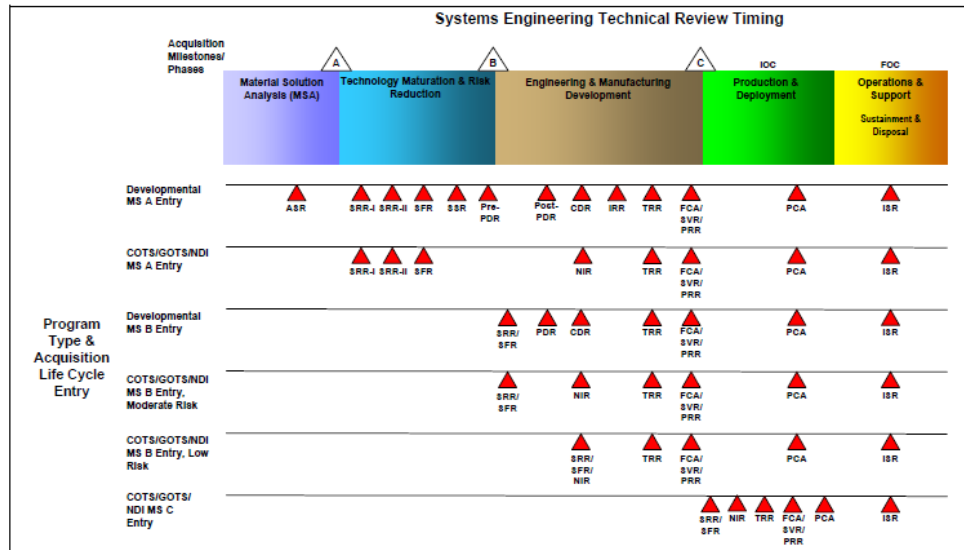 Systems Engineering Technical Review Timing
Acquisition
Milestones/
Phases
A
B
C
IOC
FOC
Material Solution
Analysis (MSA)
Technology Maturation & Risk
Reduction
Engineering & Manufacturing
Development
Production &
Deployment
Operations &
Support
Sustainment &
Disposal
Program
Type &
Acquisition
Life Cycle
Entry
Developmental
MS A Entry
ASR
SRR-I
SRR-II
SFR
SSR
Pre-
PDR
Post-
PDR
CDR
IRR
TRR
FCA/
SVR/
PRR
PCA
ISR
COTS/GOTS/NDI
MS A Entry
SRR-I
SRR-II
SFR
NIR
TRR
FCA/
SVR/
PRR
PCA
ISR
Developmental
MS B Entry
SRR/
SFR
PDR
CDR
TRR
FCA/
SVR/
PRR
PCA
ISR
COTS/GOTS/NDI
MS B Entry,
Moderate Risk
SRR/
SFR
NIR
TRR
FCA/
SVR/
PRR
PCA
ISR
COTS/GOTS/NDI
MS B Entry, Low
Risk
SRR/
SFR/
NIR
TRR
FCA/
SVR/
PRR
PCA
ISR
COTS/GOTS/
NDI MS C
Entry
SRR/
SFR
NIR
TRR
FCA/
SVR/
PRR
PCA
ISR